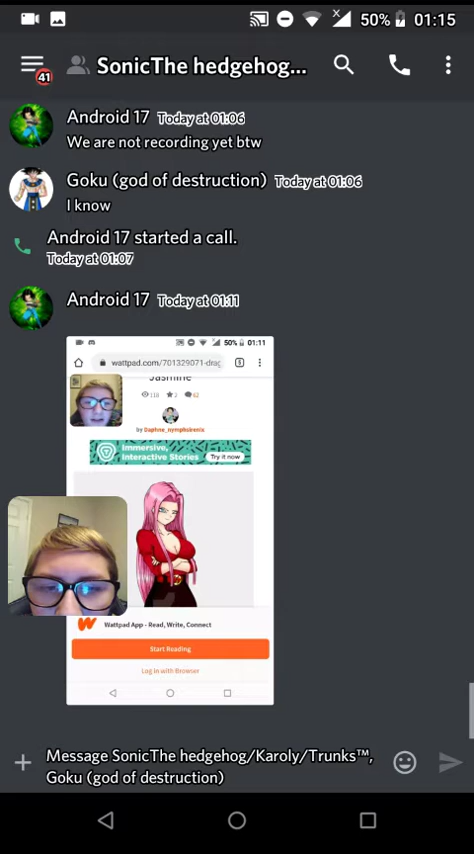 50% 01:15
41
SonicThe hedgehog...
Android 17 Today at 01:06
We are not recording yet btw
Goku (god of destruction) Today at 01:06
I know
Android 17 started a call.
Today at 01:07
Android 17 Today at 01:11
50% 01:11
wattpad.com/701329071-drag
Jasmine
by Daphne_nymphsirenix
Immersive,
Interactive Stories
Try it now
Wattpad App - Read, Write, Connect
Start Reading
Log in with Browser
Message SonicThe hedgehog/Karoly/Trunks™,
Goku (god of destruction)